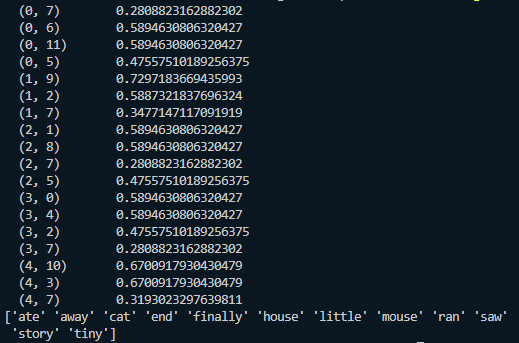 (0, 7) 0.2808823162882302
(0, 6) 0.5894630806320427
(0, 11) 0.5894630806320427
(0, 5) 0.47557510189256375
(1, 9) 0.7297183669435993
(1, 2) 0.5887321837696324
(1, 7) 0.3477147117091919
(2, 1) 0.5894630806320427
(2, 8) 0.5894630806320427
(2, 7) 0.2808823162882302
(2, 5) 0.47557510189256375
(3, 0) 0.5894630806320427
(3, 4) 0.5894630806320427
(3, 2) 0.47557510189256375
(3, 7) 0.2808823162882302
(4, 10) 0.6700917930430479
(4, 3) 0.6700917930430479
(4, 7) 0.3193023297639811
['ate' 'away' 'cat' 'end' 'finally' 'house' 'little' 'mouse' 'ran' 'saw'
'story' 'tiny']